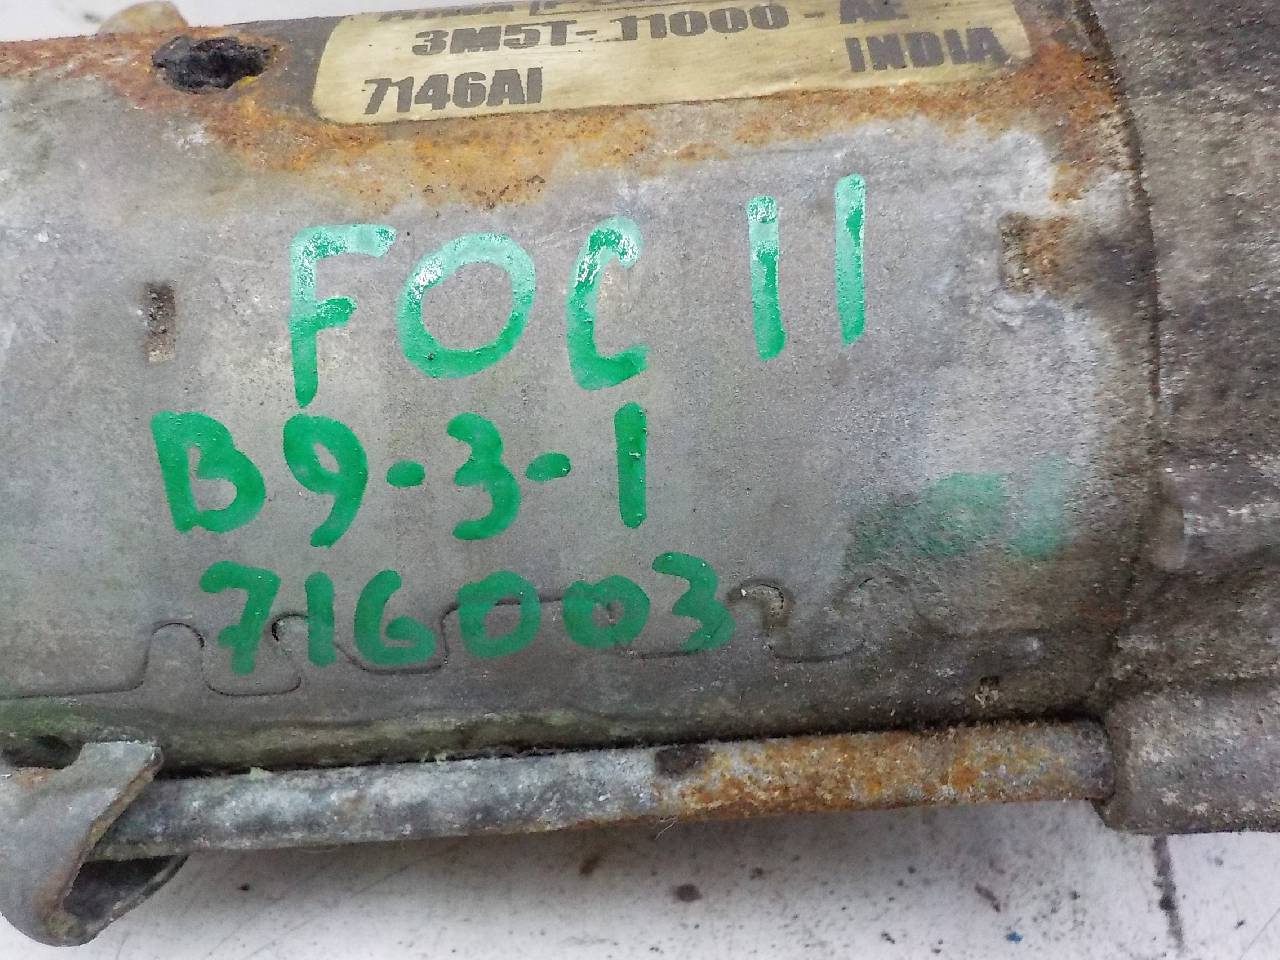 3M5T-11000-AE
7146AI INDIA
FOC II
B9-3-1
716003